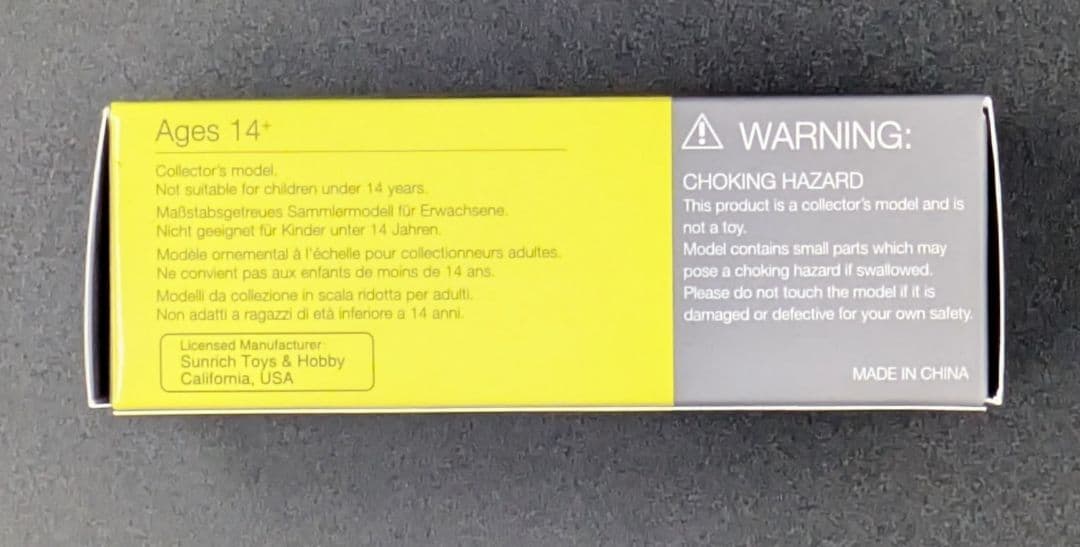 Ages 14+
Collector's model.
Not suitable for children under 14 years.
Maßstabsgetreues Sammlermodell für Erwachsene.
Nicht geeignet für Kinder unter 14 Jahren.
Modèle ornemental à l'échelle pour collectionneurs adultes.
Ne convient pas aux enfants de moins de 14 ans.
Modelli da collezione in scala ridotta per adulti.
Non adatti a ragazzi di età inferiore a 14 anni.
Licensed Manufacturer:
Sunrich Toys & Hobby
California, USA
WARNING:
CHOKING HAZARD
This product is a collector's model and is
not a toy.
Model contains small parts which may
pose a choking hazard if swallowed.
Please do not touch the model if it is
damaged or defective for your own safety.
MADE IN CHINA